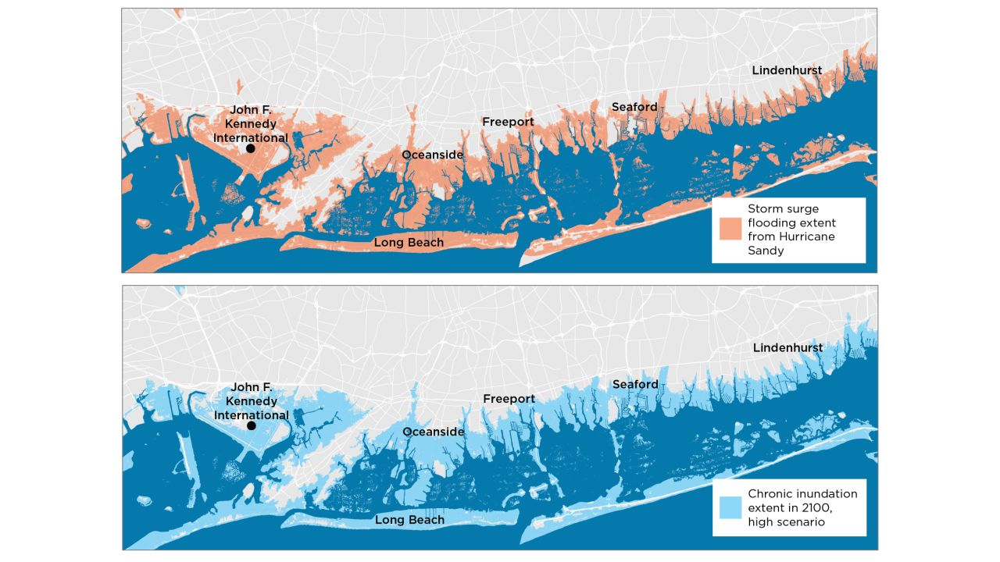 Lindenhurst
John F.
Kennedy
International
Seaford
Freeport
Oceanside
Long Beach
Storm surge
flooding extent
from Hurricane
Sandy
Lindenhurst
John F.
Kennedy
International
Seaford
Freeport
Oceanside
Long Beach
Chronic inundation
extent in 2100,
high scenario